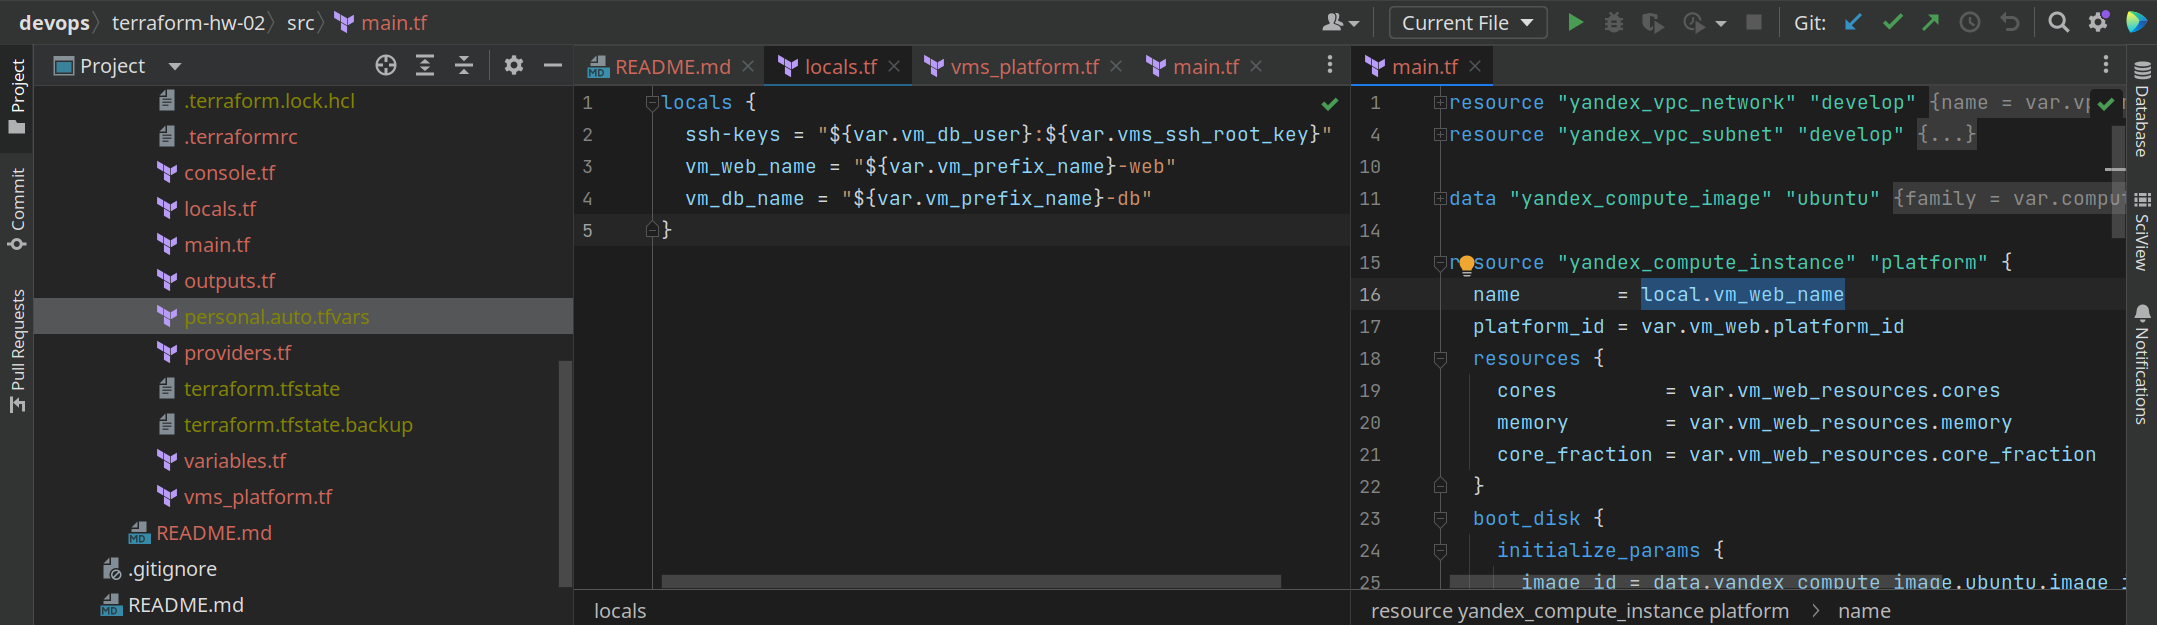 devops terraform-hw-02 src main.tf
Current File
Git:
Project
Commit
Pull Requests
Project
.terraform.lock.hcl
.terraformrc
console.tf
locals.tf
main.tf
outputs.tf
personal.auto.tfvars
providers.tf
terraform.tfstate
terraform.tfstate.backup
variables.tf
vms_platform.tf
MD README.md
.gitignore
MD README.md
MD README.md locals.tf vms_platform.tf main.tf
1 locals {
2 ssh-keys = "${var.vm_db_user}:${var.vms_ssh_root_key}"
3 vm_web_name = "${var.vm_prefix_name}-web"
4 vm_db_name = "${var.vm_prefix_name}-db"
5 }
locals
main.tf
1 resource "yandex_vpc_network" "develop" {name = var.vp
4 resource "yandex_vpc_subnet" "develop" {...}
10
11 data "yandex_compute_image" "ubuntu" {family = var.comput
14
15 resource "yandex_compute_instance" "platform" {
16 name = local.vm_web_name
17 platform_id = var.vm_web.platform_id
18 resources {
19 cores = var.vm_web_resources.cores
20 memory = var.vm_web_resources.memory
21 core_fraction = var.vm_web_resources.core_fraction
22 }
23 boot_disk {
24 initialize_params {
25 image_id = data.yandex_compute_image.ubuntu.image_i
resource yandex_compute_instance platform name
Database
SciView
Notifications